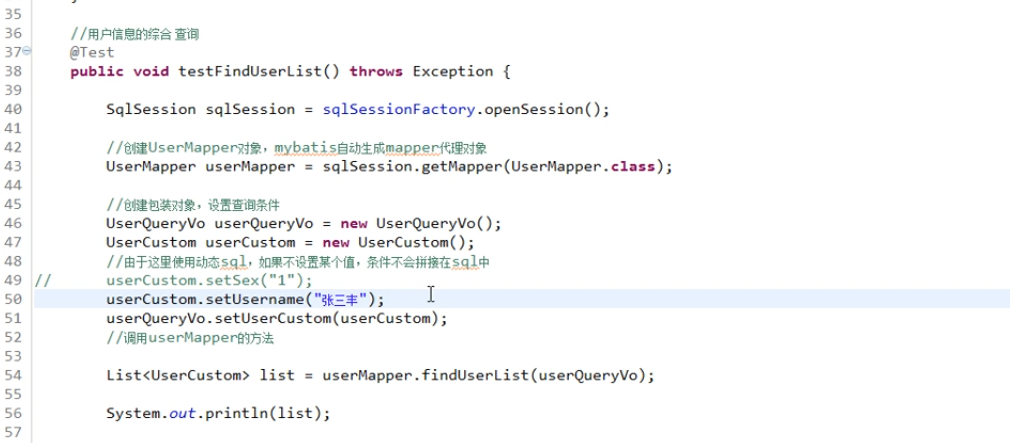 35
36 //用户信息的综合 查询
37 @Test
38 public void testFindUserList() throws Exception {
39
40 SqlSession sqlSession = sqlSessionFactory.openSession();
41
42 //创建UserMapper对象，mybatis自动生成mapper代理对象
43 UserMapper userMapper = sqlSession.getMapper(UserMapper.class);
44
45 //创建包装对象，设置查询条件
46 UserQueryVo userQueryVo = new UserQueryVo();
47 UserCustom userCustom = new UserCustom();
48 //由于这里使用动态sql，如果不设置某个值，条件不会拼接在sql中
49 // userCustom.setSex("1");
50 userCustom.setUsername("张三丰");
51 userQueryVo.setUserCustom(userCustom);
52 //调用userMapper的方法
53
54 List<UserCustom> list = userMapper.findUserList(userQueryVo);
55
56 System.out.println(list);
57